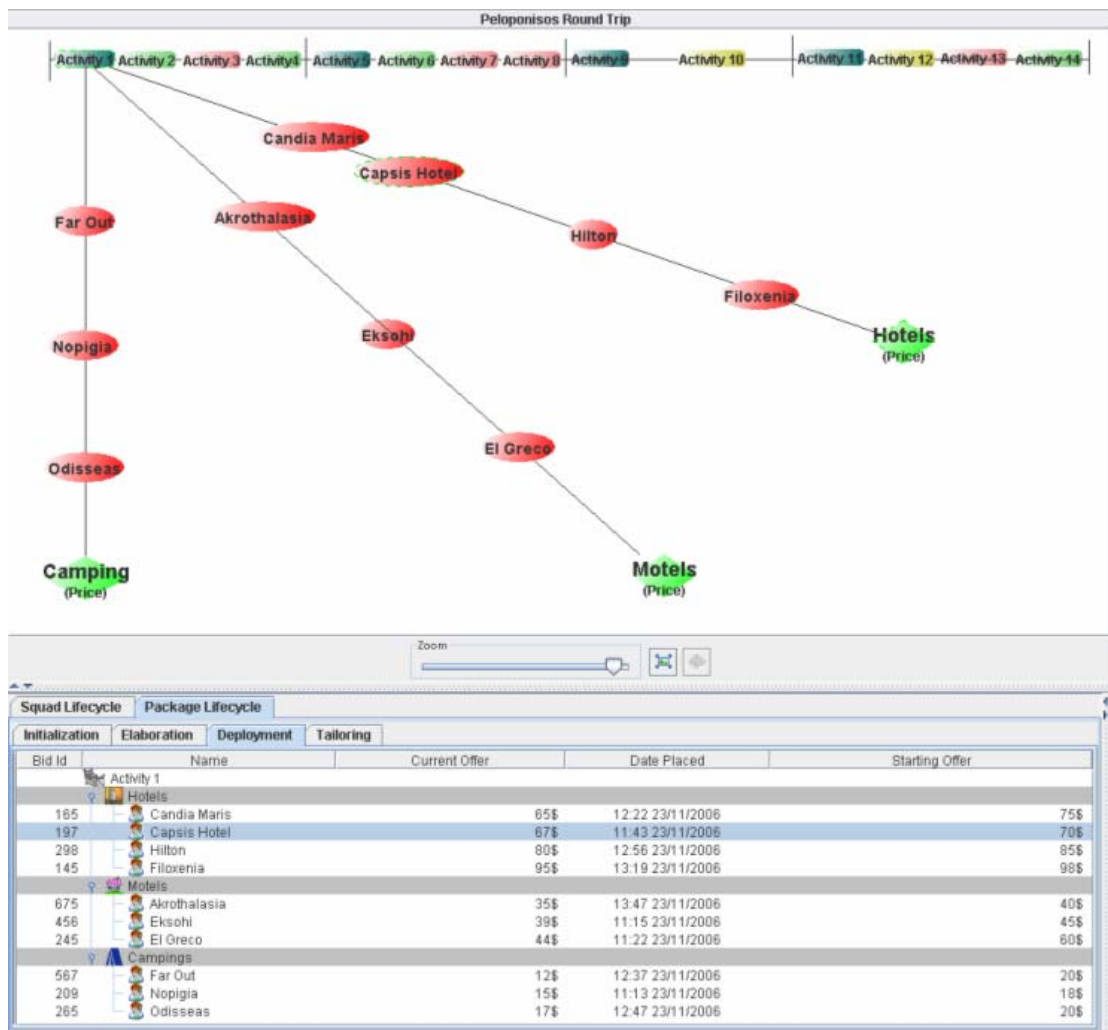 Peloponisos Round Trip
Activity 1 Activity 2 Activity 3 Activity4 Activity 5 Activity 6 Activity 7 Activity 8 Activity 9 Activity 10 Activity 11 Activity 12 Activity 13 Activity 14
Candia Maris
Capsis Hotel
Far Out
Akrothalasia
Hilton
Filoxenia
Eksohi
Hotels
(Price)
Nopigia
El Greco
Odisseas
Camping
(Price)
Motels
(Price)
Zoom
Squad Lifecycle Package Lifecycle
Initialization Elaboration Deployment Tailoring
Bid Id Name Current Offer Date Placed Starting Offer
Activity 1
Hotels
165 Candia Maris 65$ 12:22 23/11/2006 75$
197 Capsis Hotel 67$ 11:43 23/11/2006 70$
298 Hilton 80$ 12:56 23/11/2006 85$
145 Filoxenia 95$ 13:19 23/11/2006 98$
Motels
675 Akrothalasia 35$ 13:47 23/11/2006 40$
456 Eksohi 39$ 11:15 23/11/2006 45$
245 El Greco 44$ 11:22 23/11/2006 60$
Campings
567 Far Out 12$ 12:37 23/11/2006 20$
209 Nopigia 15$ 11:13 23/11/2006 18$
265 Odisseas 17$ 12:47 23/11/2006 20$